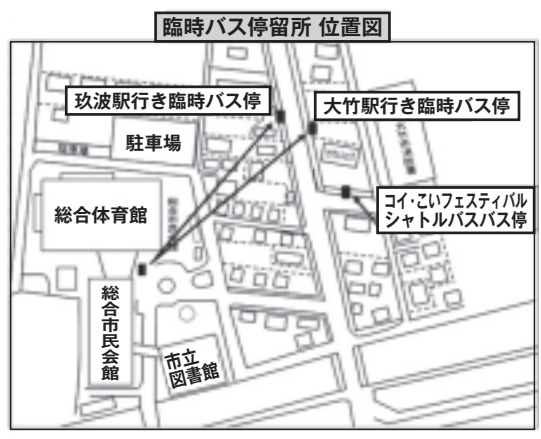 臨時バス停留所 位置図
玖波駅行き臨時バス停
大竹駅行き臨時バス停
駐車場
コイ・こいフェスティバル
シャトルバスバス停
総合体育館
総合市民会館
市立
図書館